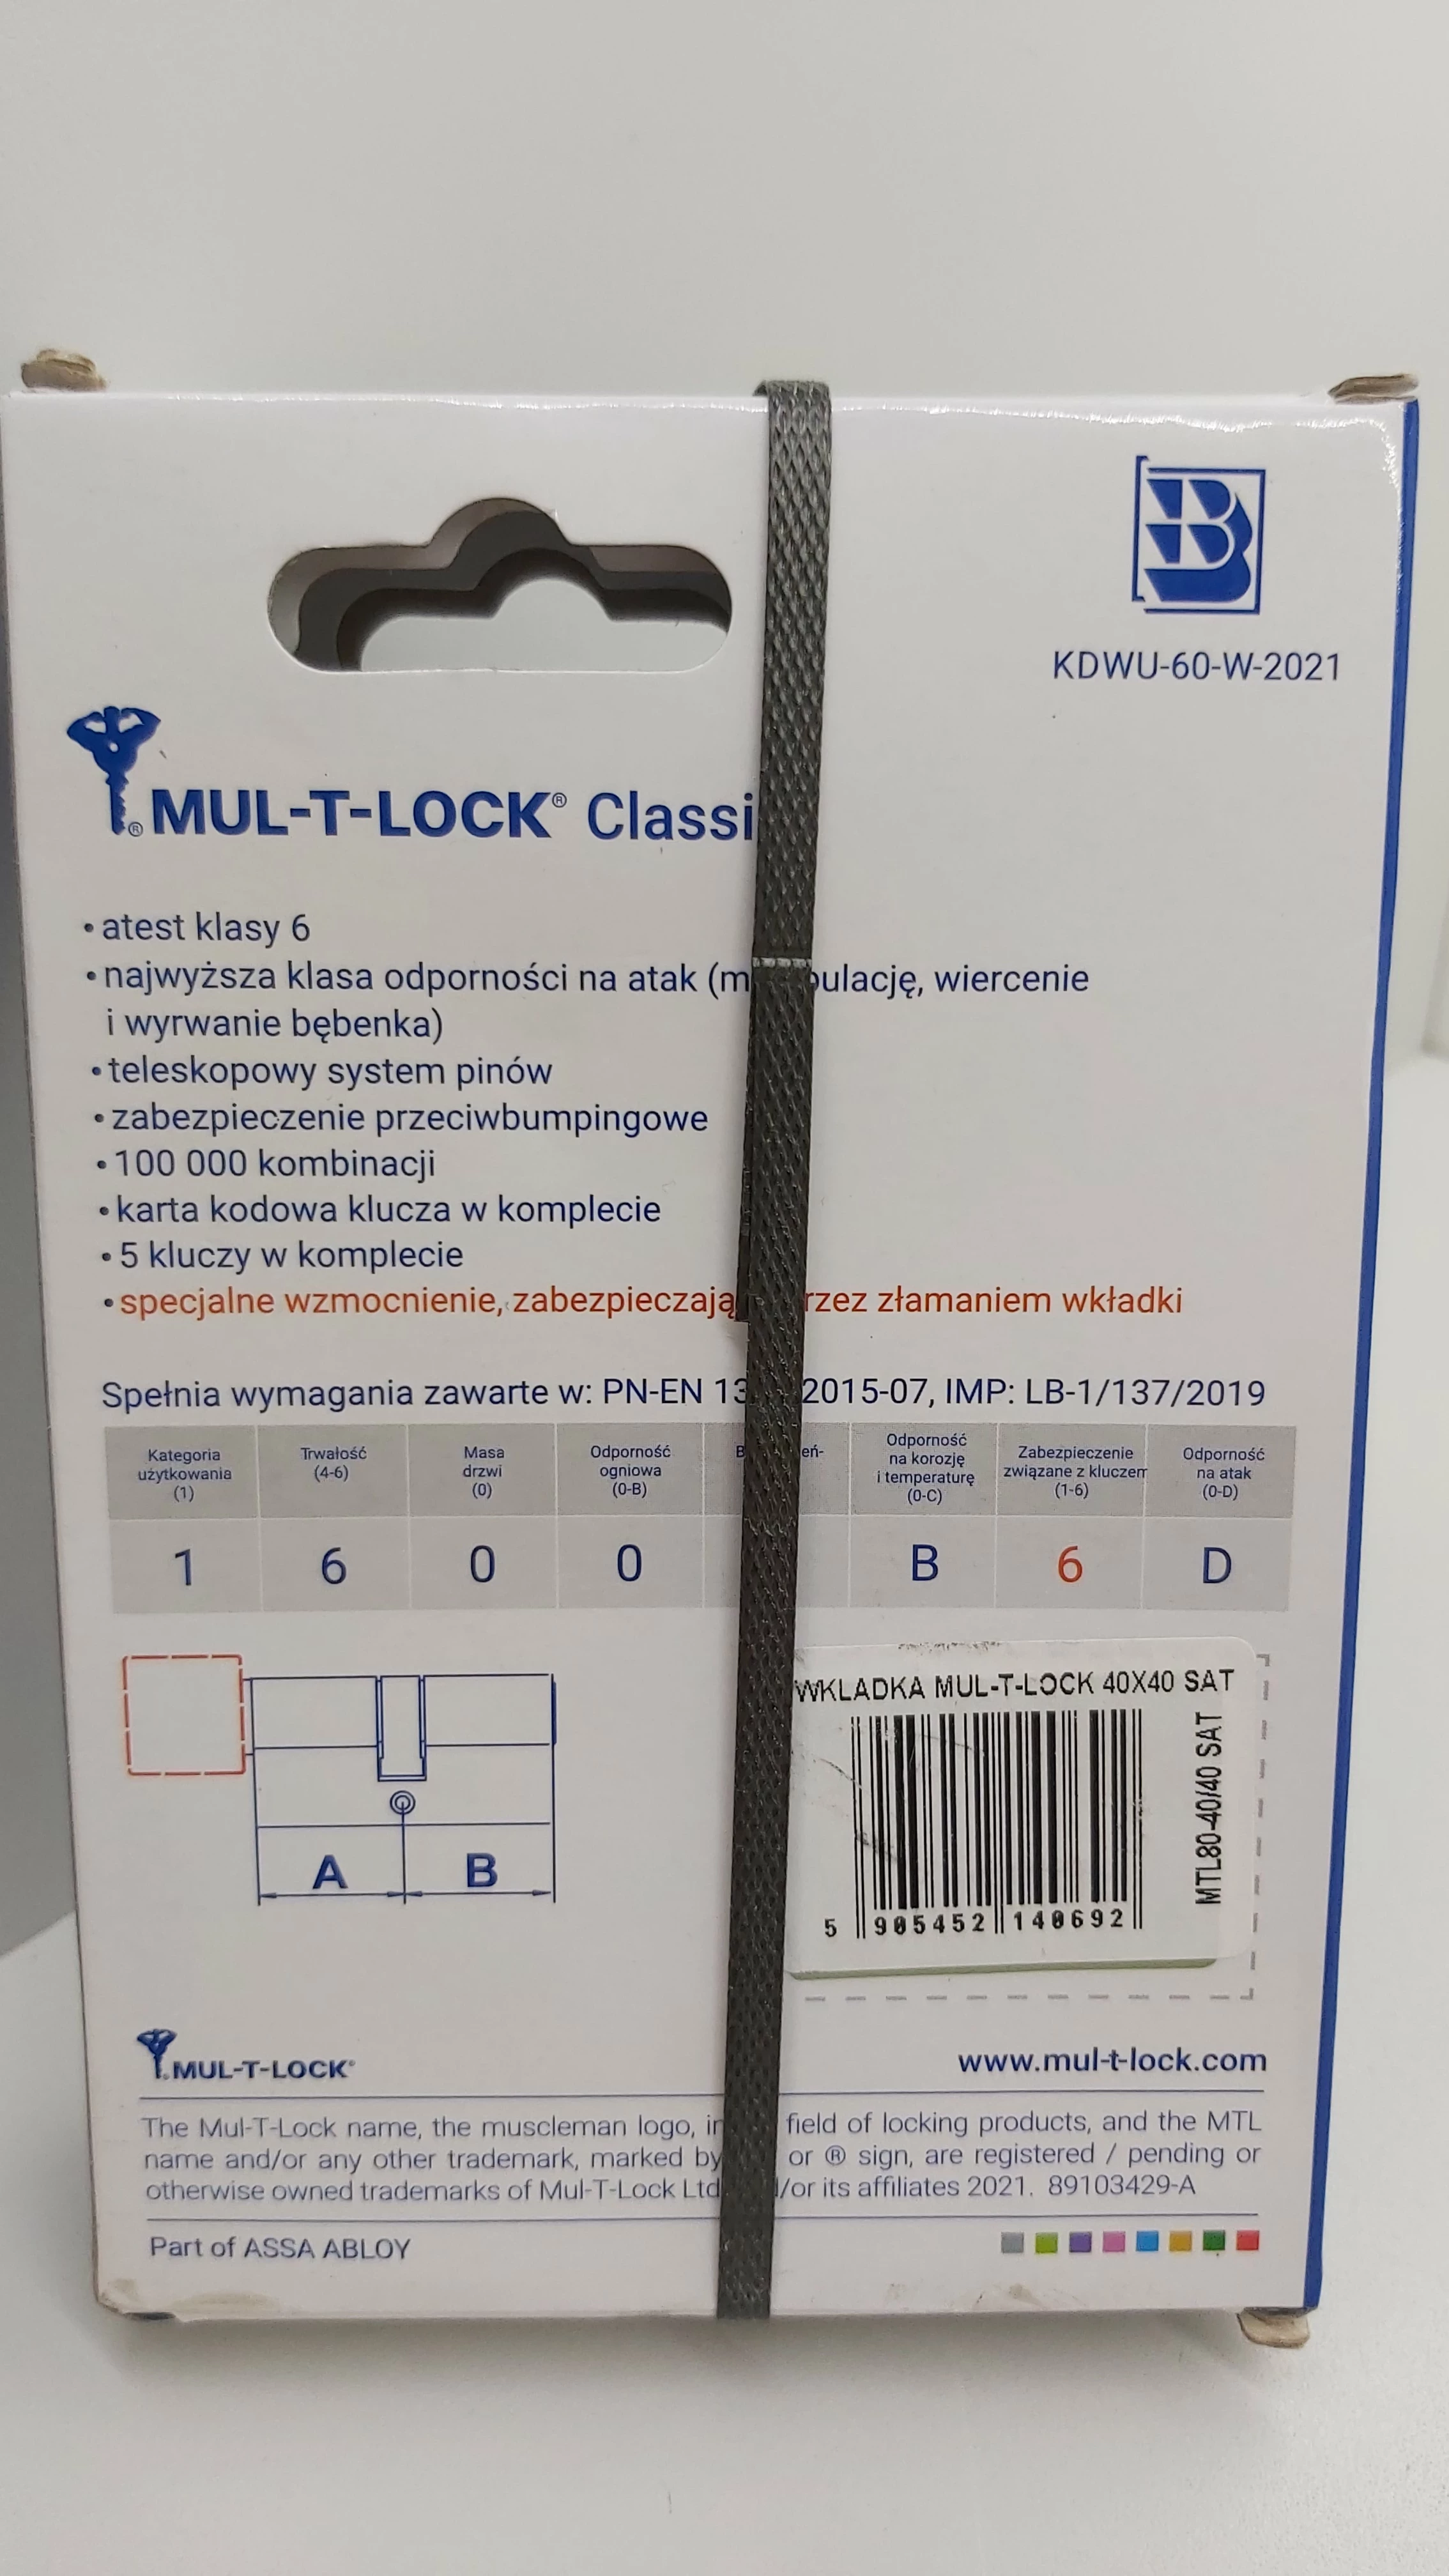 KDWU-60-W-2021
MUL-T-LOCK® Classi
• atest klasy 6
• najwyższa klasa odporności na atak (m pulację, wiercenie
i wyrwanie bębenka)
• teleskopowy system pinów
• zabezpieczenie przeciwbumpingowe
• 100 000 kombinacji
• karta kodowa klucza w komplecie
• 5 kluczy w komplecie
• specjalne wzmocnienie, zabezpieczają rzez złamaniem wkładki
Spełnia wymagania zawarte w: PN-EN 13 2015-07, IMP: LB-1/137/2019
Kategoria użytkowania (1)
Trwałość (4-6)
Masa drzwi (0)
Odporność ogniowa (0-B)
Odporność na korozję i temperaturę (0-C)
Zabezpieczenie związane z kluczem (1-6)
Odporność na atak (0-D)
1 6 0 0 B 6 D
A B
WKLADKA MUL-T-LOCK 40X40 SAT
MTL80-40/40 SAT
5 905452 140692
MUL-T-LOCK®
www.mul-t-lock.com
The Mul-T-Lock name, the muscleman logo, in field of locking products, and the MTL
name and/or any other trademark, marked by or ® sign, are registered / pending or
otherwise owned trademarks of Mul-T-Lock Ltd /or its affiliates 2021. 89103429-A
Part of ASSA ABLOY